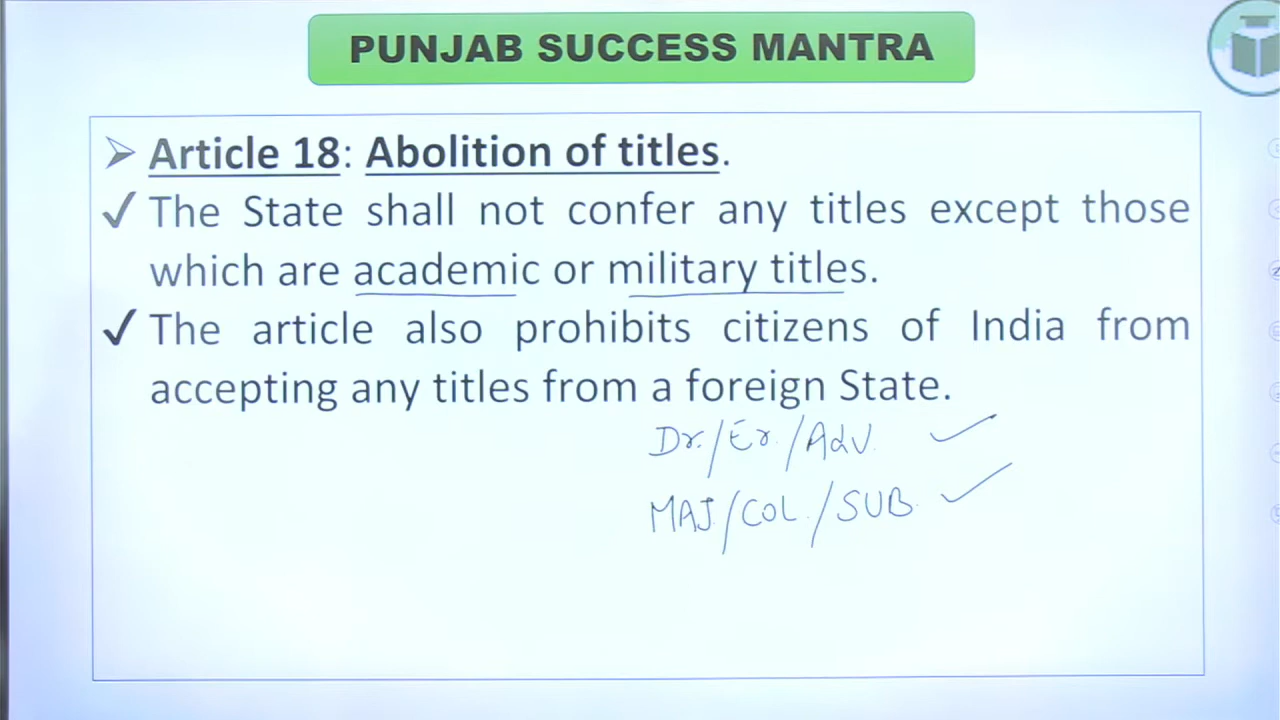 PUNJAB SUCCESS MANTRA
➢ Article 18: Abolition of titles.
✓ The State shall not confer any titles except those
which are academic or military titles.
✓ The article also prohibits citizens of India from
accepting any titles from a foreign State.
Dr./Er./Adv. ✓
MAJ./COL./SUB. ✓